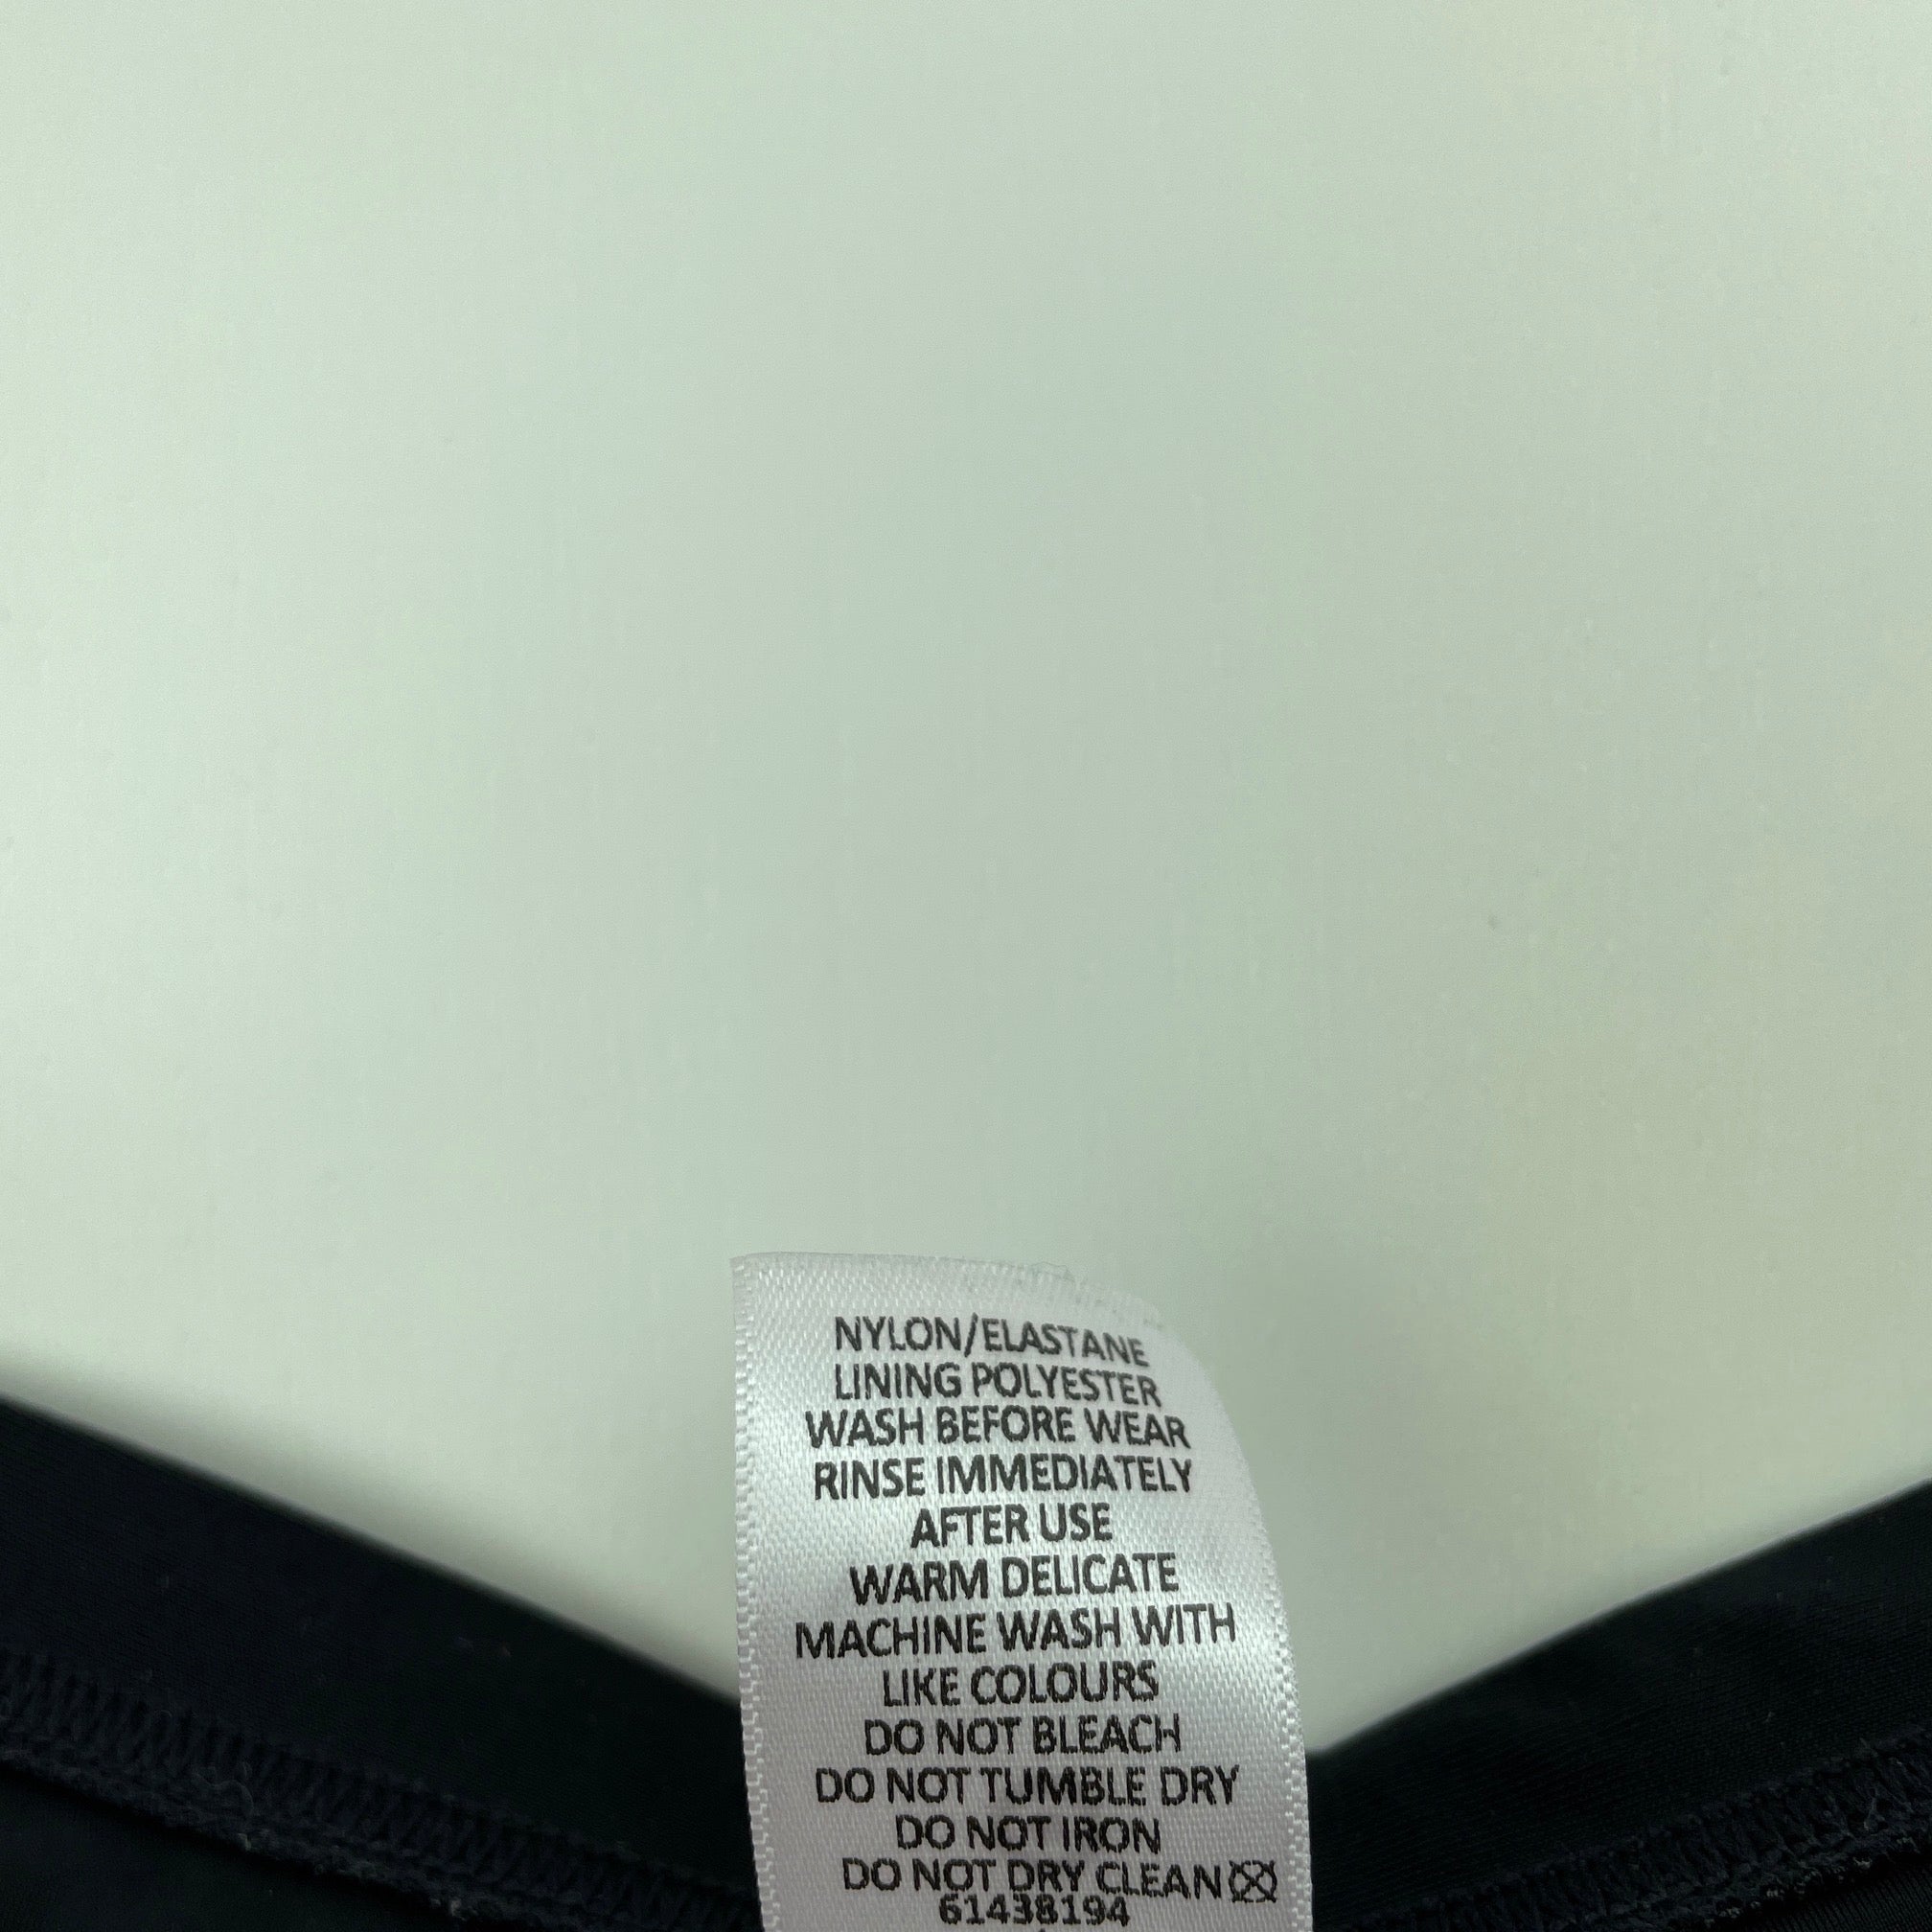 NYLON/ELASTANE
LINING POLYESTER
WASH BEFORE WEAR
RINSE IMMEDIATELY
AFTER USE
WARM DELICATE
MACHINE WASH WITH
LIKE COLOURS
DO NOT BLEACH
DO NOT TUMBLE DRY
DO NOT IRON
DO NOT DRY CLEAN
61438194